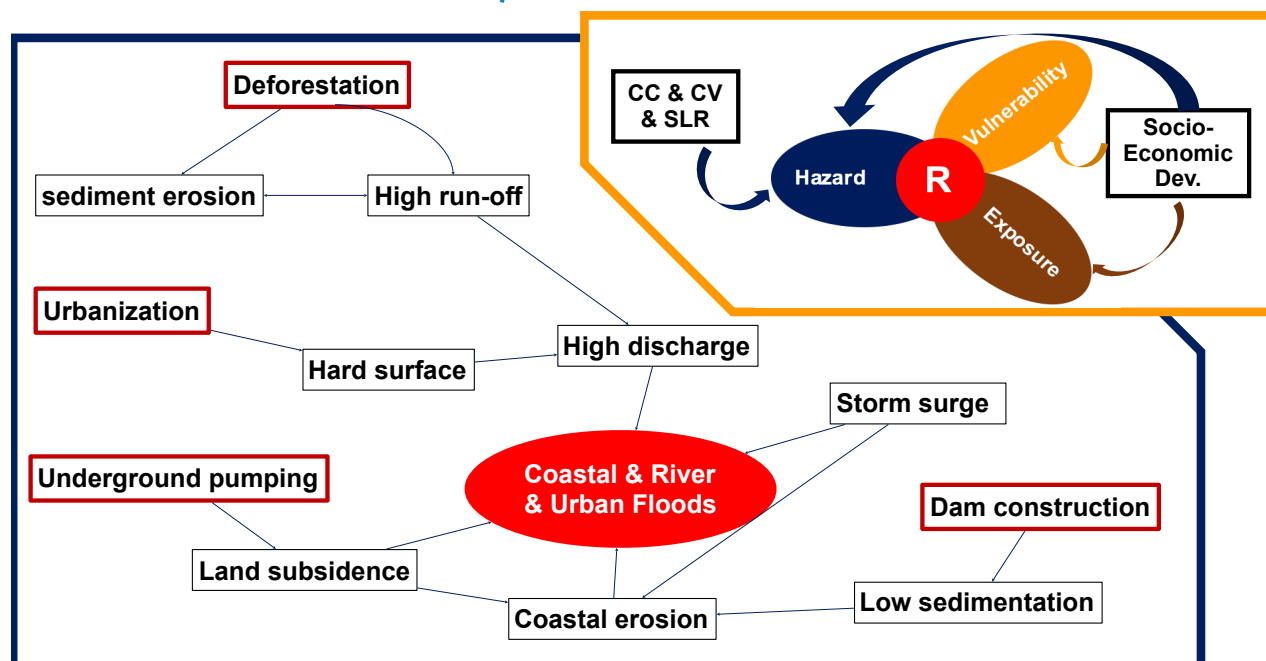 Deforestation
sediment erosion
High run-off
Urbanization
Hard surface
High discharge
Storm surge
Underground pumping
Coastal & River
& Urban Floods
Dam construction
Land subsidence
Coastal erosion
Low sedimentation
CC & CV
& SLR
Hazard
R
Vulnerability
Exposure
Socio-
Economic
Dev.